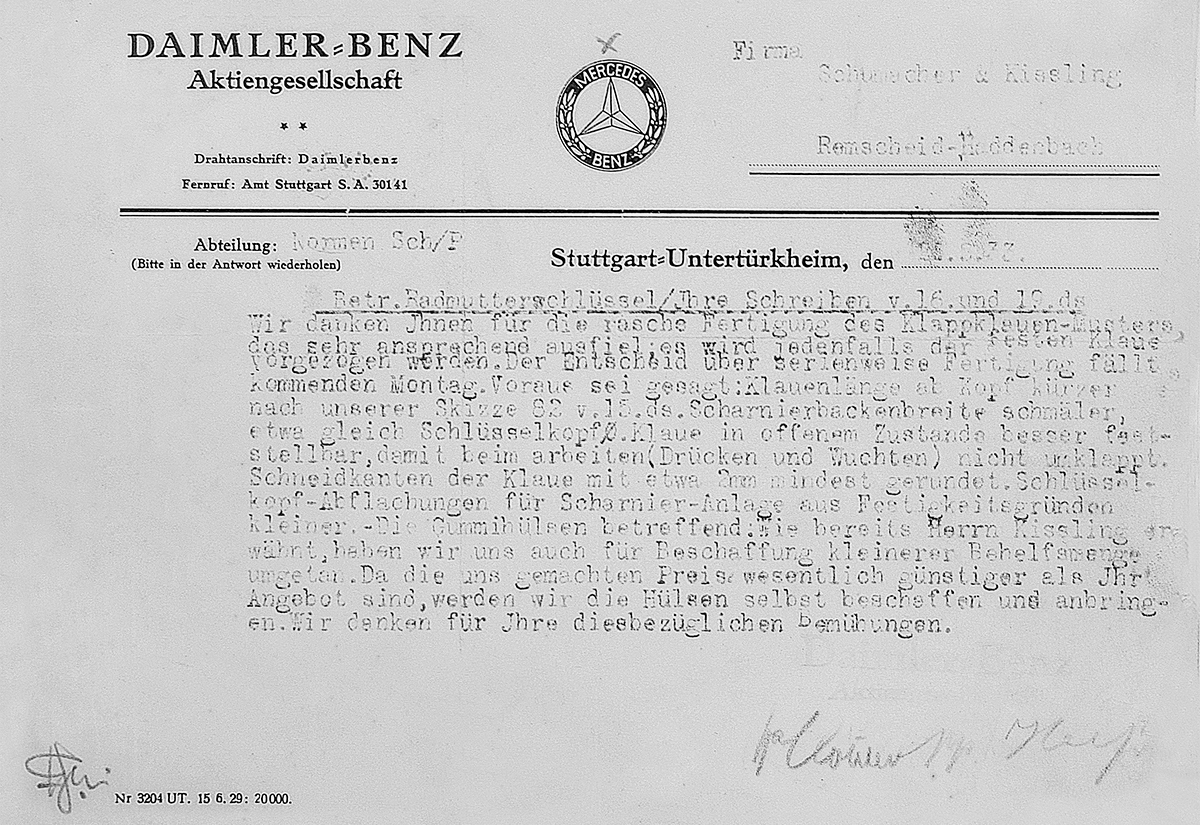 DAIMLER-BENZ
Aktiengesellschaft
Drahtanschrift: Daimlerbenz
Fernruf: Amt Stuttgart S. A. 30141
MERCEDES
BENZ
Firma
Schumacher & Kissling
Remscheid-Haddenbach
Abteilung: Normen Sch/P
(Bitte in der Antwort wiederholen)
Stuttgart-Untertürkheim, den
Betr.Radmutterschlüssel/Jhre Schreiben v.16.und 19.ds
Wir danken Jhnen für die rasche Fertigung des Klappklauen-Musters,
das sehr ansprechend ausfiel;es wird jedenfalls der festen Klaue
vorgezogen werden.Der Entscheid über serienweise Fertigung fällt
kommenden Montag.Voraus sei gesagt:Klauenlänge ab Kopf kürzer
nach unserer Skizze 82 v.15.ds.Scharnierbackenbreite schmäler,
etwa gleich SchlüsselkopfØ.Klaue in offenem Zustande besser fest-
stellbar,damit beim arbeiten(Drücken und Wuchten) nicht umklappt.
Schneidkanten der Klaue mit etwa 2mm mindest gerundet.Schlüssel-
kopf-Abflachungen für Scharnier-Anlage aus Festigkeitsgründen
kleiner.-Die Gummihülsen betreffend:Wie bereits Herrn Kissling er
wähnt,haben wir uns auch für Beschaffung kleinerer Behelfsmenge
umgetan.Da die uns gemachten Preise wesentlich günstiger als Jhr
Angebot sind,werden wir die Hülsen selbst beschaffen und anbring-
en.Wir danken für Jhre diesbezüglichen bemühungen.
Daimler-Benz
Nr 3204 UT. 15 6. 29: 20000.